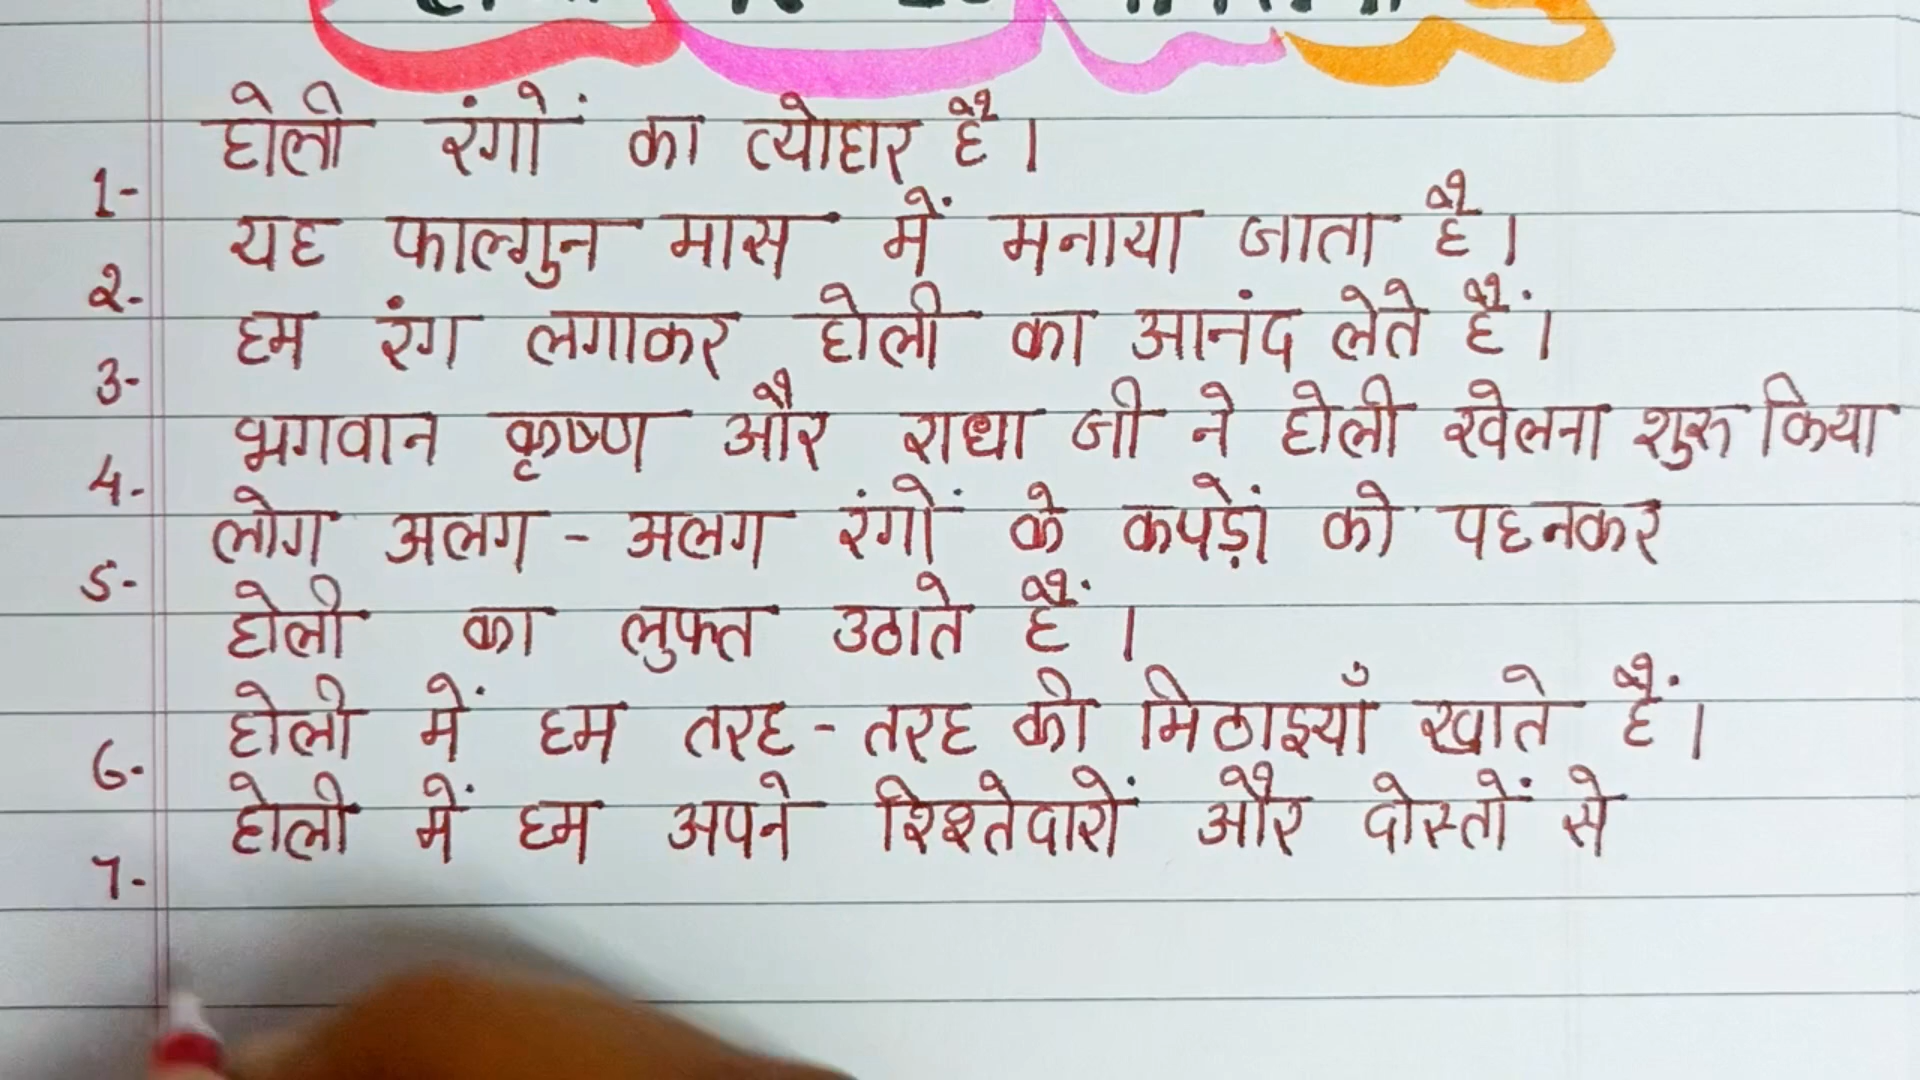 होली रंगों का त्योहार है।
1-
यह फाल्गुन मास में मनाया जाता है।
2-
हम रंग लगाकर होली का आनंद लेते हैं।
3-
भगवान कृष्ण और राधा जी ने होली खेलना शुरु किया
4-
लोग अलग - अलग रंगों के कपड़ों को पहनकर
5-
होली का लुफ्त उठाते हैं।
होली में हम तरह - तरह की मिठाइयाँ खाते हैं।
6-
होली में हम अपने रिश्तेदारों और दोस्तों से
7-